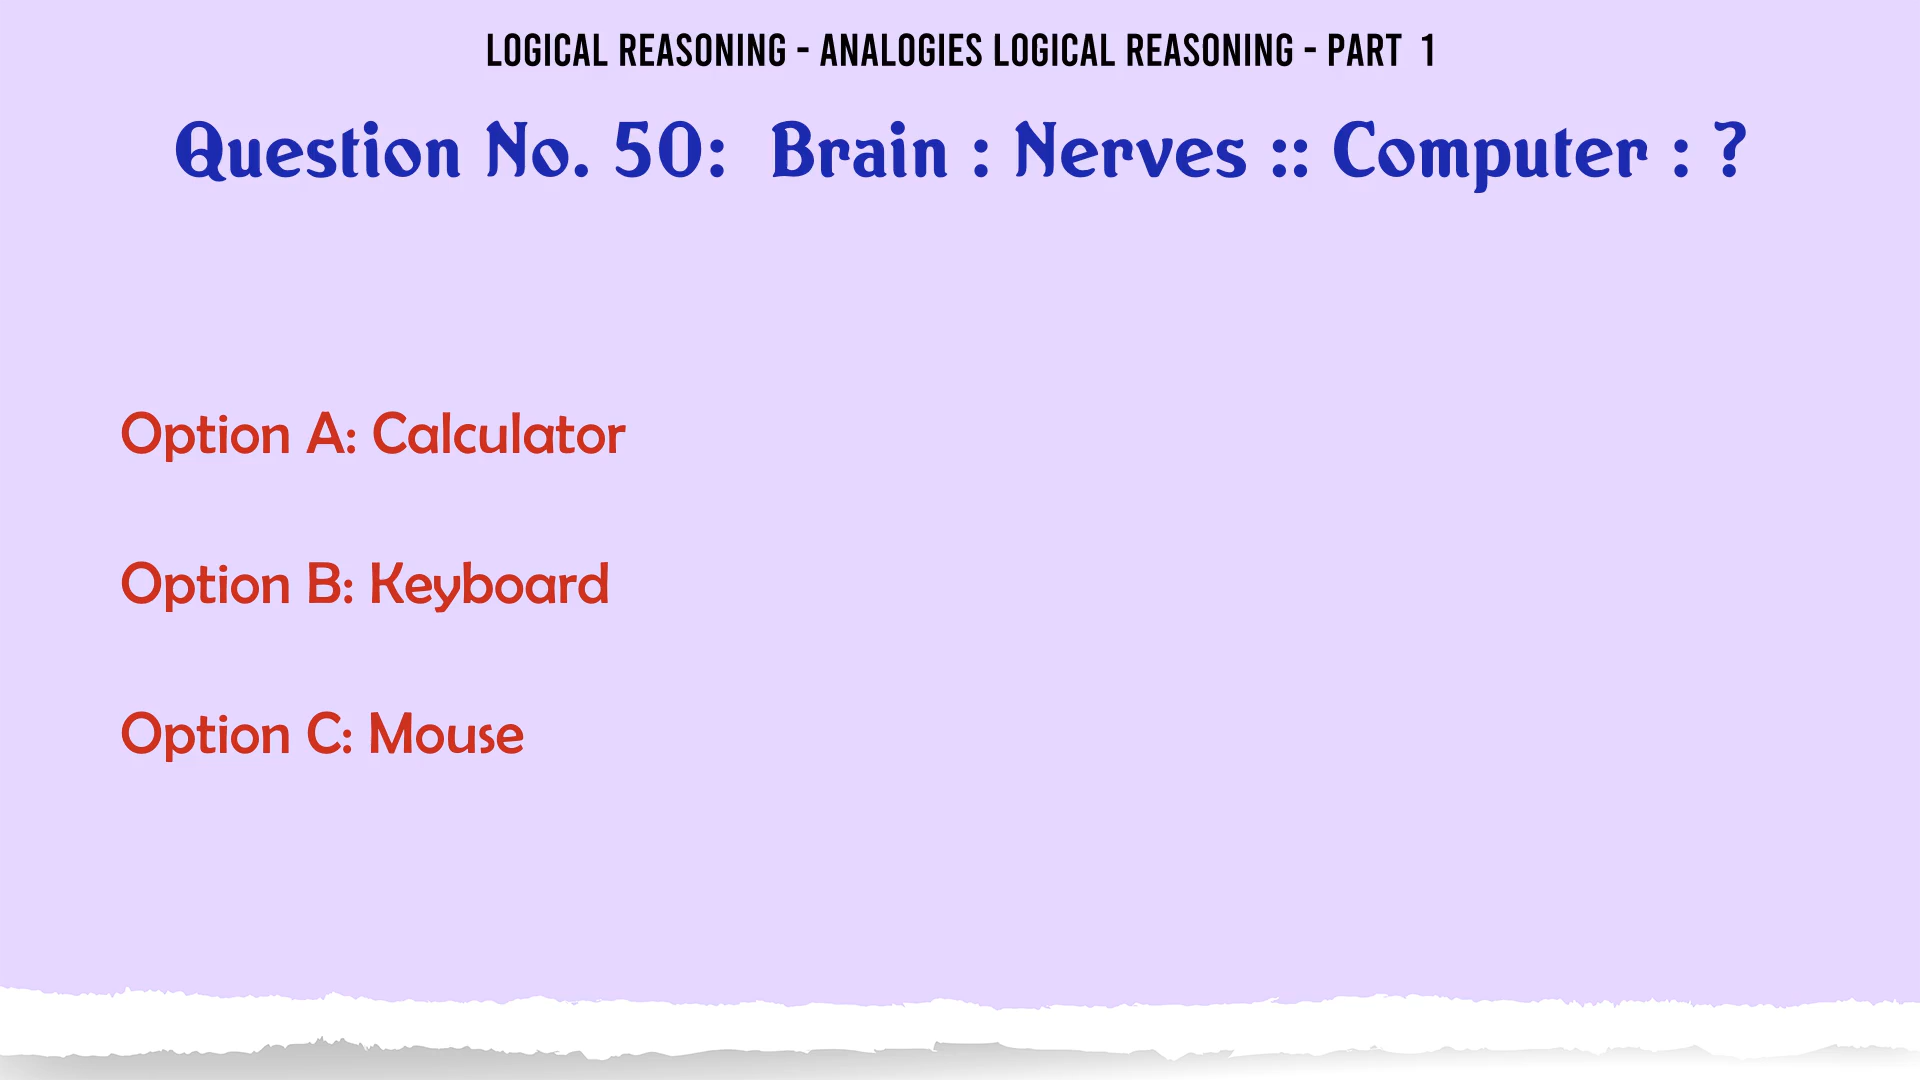 LOGICAL REASONING - ANALOGIES LOGICAL REASONING - PART 1
Question No. 50: Brain : Nerves :: Computer : ?
Option A: Calculator
Option B: Keyboard
Option C: Mouse